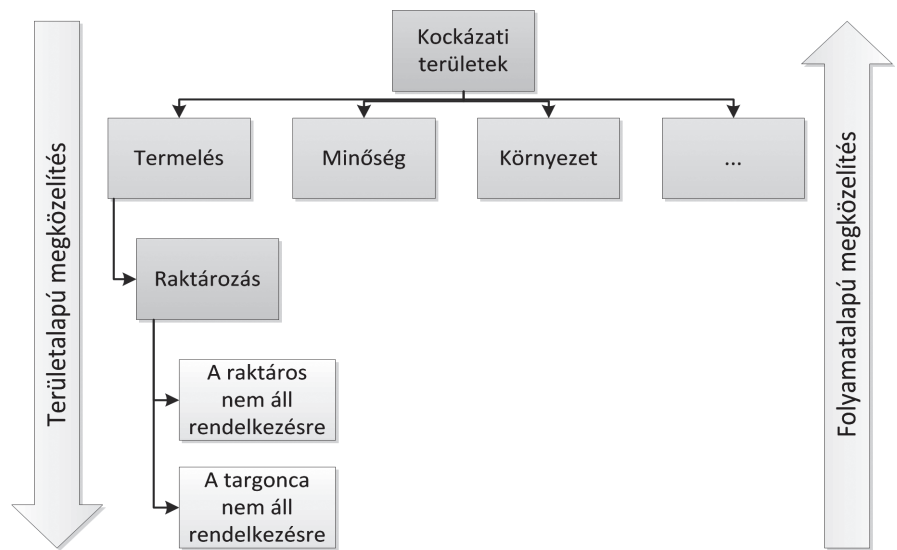 Kockázati
területek
Termelés
Minőség
Környezet
...
Raktározás
A raktáros
nem áll
rendelkezésre
A targonca
nem áll
rendelkezésre
Területalapú megközelítés
Folyamatalapú megközelítés